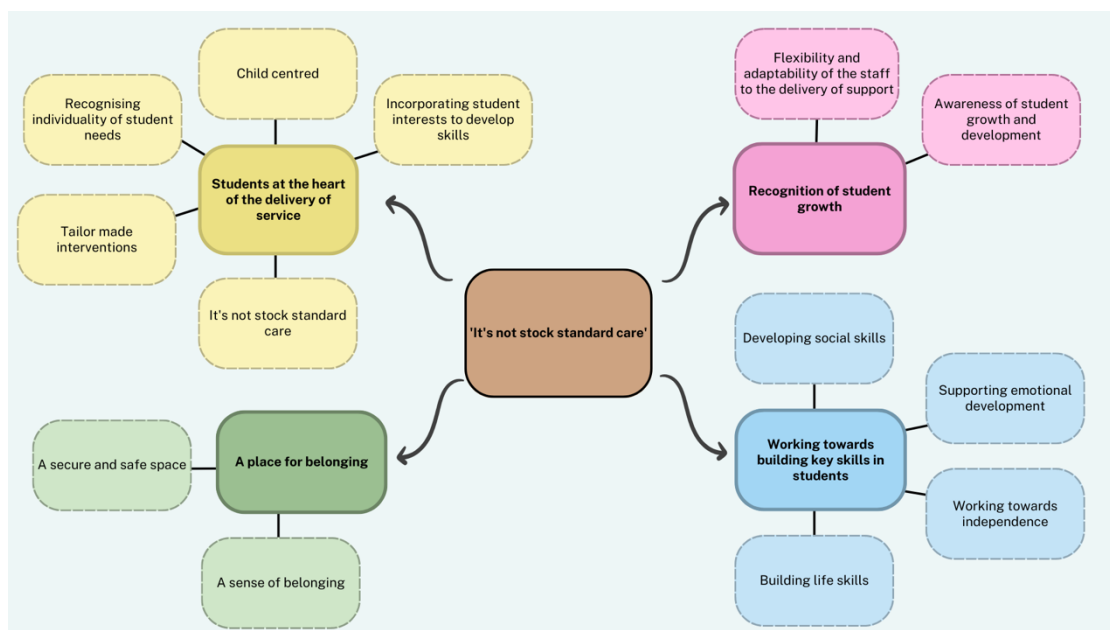 Child centred
Recognising
individuality of student
needs
Incorporating student
interests to develop
skills
Students at the heart
of the delivery of
service
Tailor made
interventions
It's not stock standard
care
Flexibility and
adaptability of the staff
to the delivery of support
Awareness of student
growth and
development
Recognition of student
growth
'It's not stock standard care'
A place for belonging
A secure and safe space
A sense of belonging
Developing social skills
Supporting emotional
development
Working towards
building key skills in
students
Working towards
independence
Building life skills